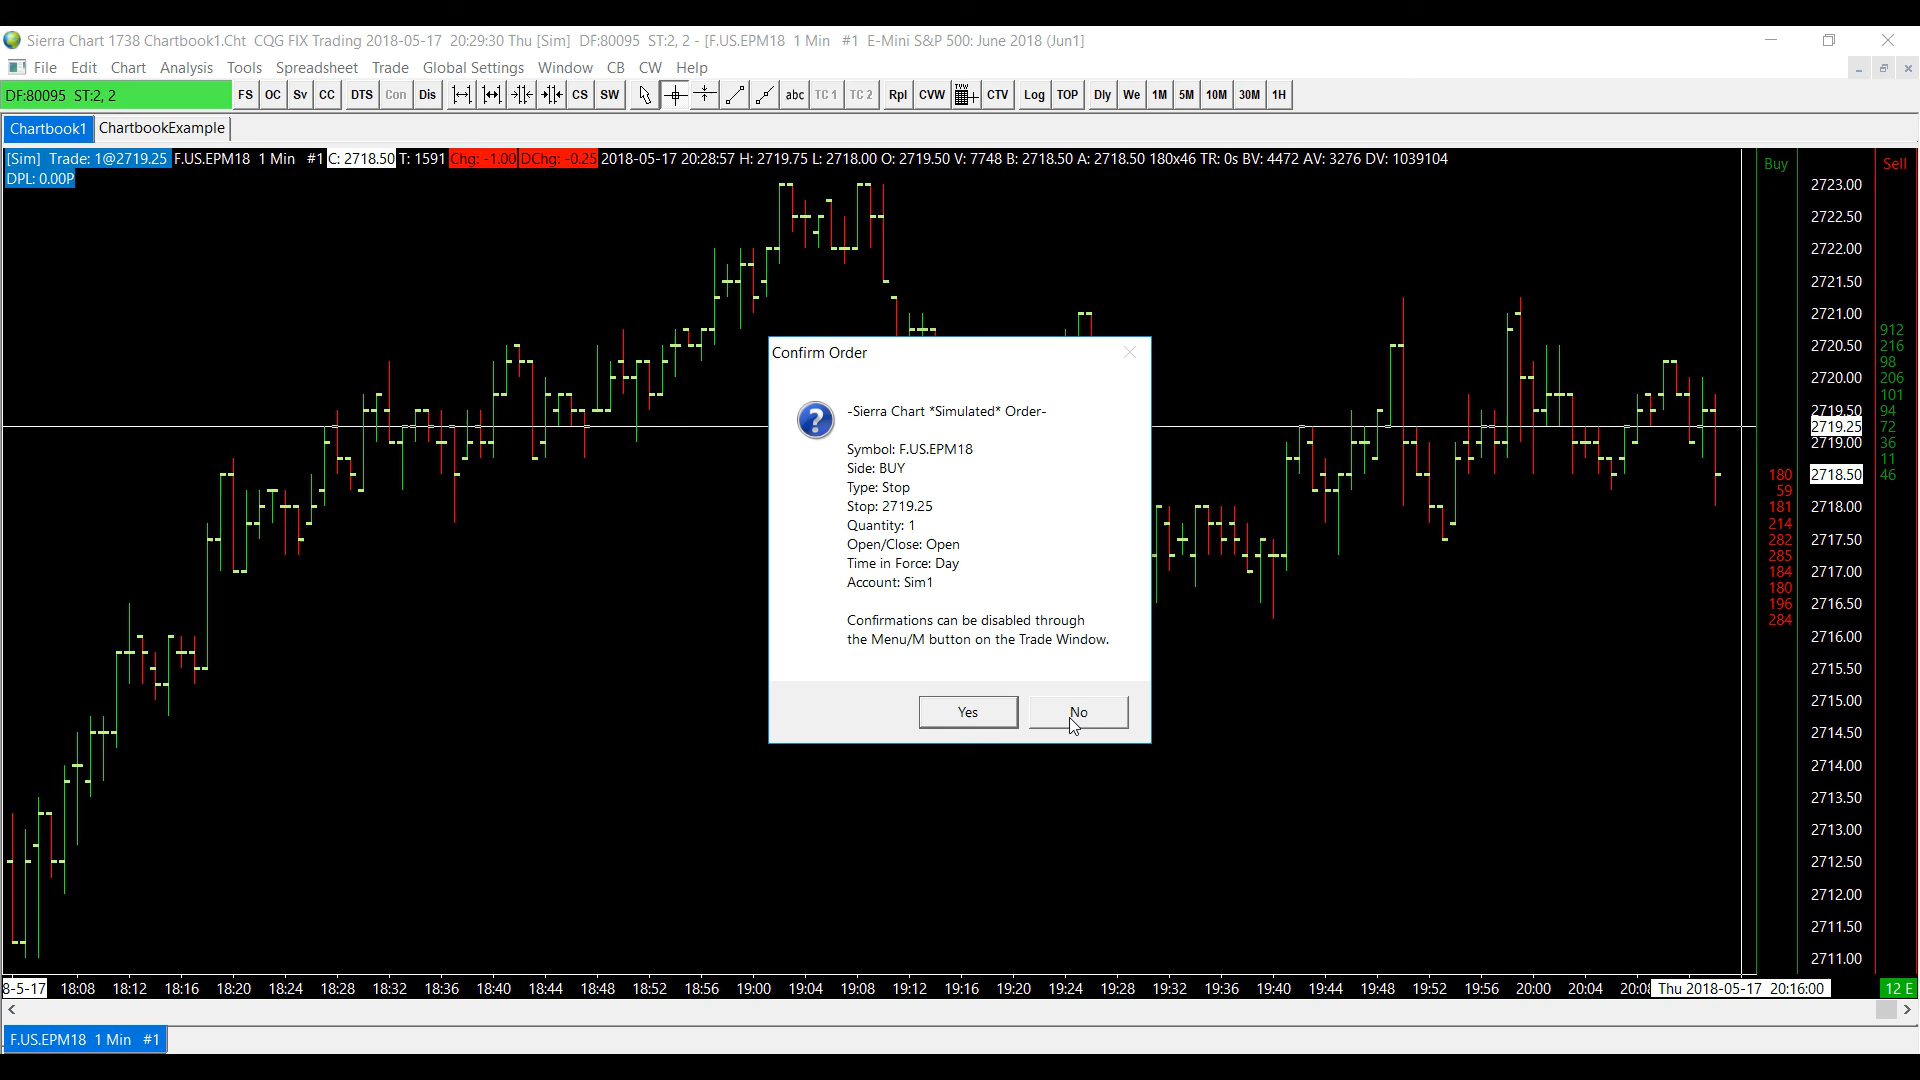 Sierra Chart 1738 Chartbook1.Cht  CQG FIX Trading 2018-05-17  20:29:30 Thu [Sim]  DF:80095  ST:2, 2 - [F.US.EPM18  1 Min  #1  E-Mini S&P 500: June 2018 (Jun1]
File Edit Chart Analysis Tools Spreadsheet Trade Global Settings Window CB CW Help
DF:80095  ST:2, 2 FS OC Sv CC DTS Con Dis CS SW abc TC 1 TC 2 Rpl CVW TVW CTV Log TOP Dly We 1M 5M 10M 30M 1H
Chartbook1 ChartbookExample
[Sim]  Trade: 1@2719.25 F.US.EPM18  1 Min  #1 C: 2718.50 T: 1591 Chg: -1.00 DChg: -0.25 2018-05-17 20:28:57 H: 2719.75 L: 2718.00 O: 2719.50 V: 7748 B: 2718.50 A: 2718.50 180x46 TR: 0s BV: 4472 AV: 3276 DV: 1039104
DPL: 0.00P
Buy Sell
2723.00
2722.50
2722.00
2721.50
2721.00
912
2720.50 216
98
2720.00 206
101
2719.50 94
2719.25 72
2719.00 36
11
180 2718.50 46
59
181 2718.00
214
282 2717.50
285
184 2717.00
180
196 2716.50
284
2716.00
2715.50
2715.00
2714.50
2714.00
2713.50
2713.00
2712.50
2712.00
2711.50
2711.00
Confirm Order
-Sierra Chart *Simulated* Order-
Symbol: F.US.EPM18
Side: BUY
Type: Stop
Stop: 2719.25
Quantity: 1
Open/Close: Open
Time in Force: Day
Account: Sim1
Confirmations can be disabled through
the Menu/M button on the Trade Window.
Yes No
8-5-17 18:08 18:12 18:16 18:20 18:24 18:28 18:32 18:36 18:40 18:44 18:48 18:52 18:56 19:00 19:04 19:08 19:12 19:16 19:20 19:24 19:28 19:32 19:36 19:40 19:44 19:48 19:52 19:56 20:00 20:04 20:08 Thu 2018-05-17  20:16:00 12 E
F.US.EPM18  1 Min  #1